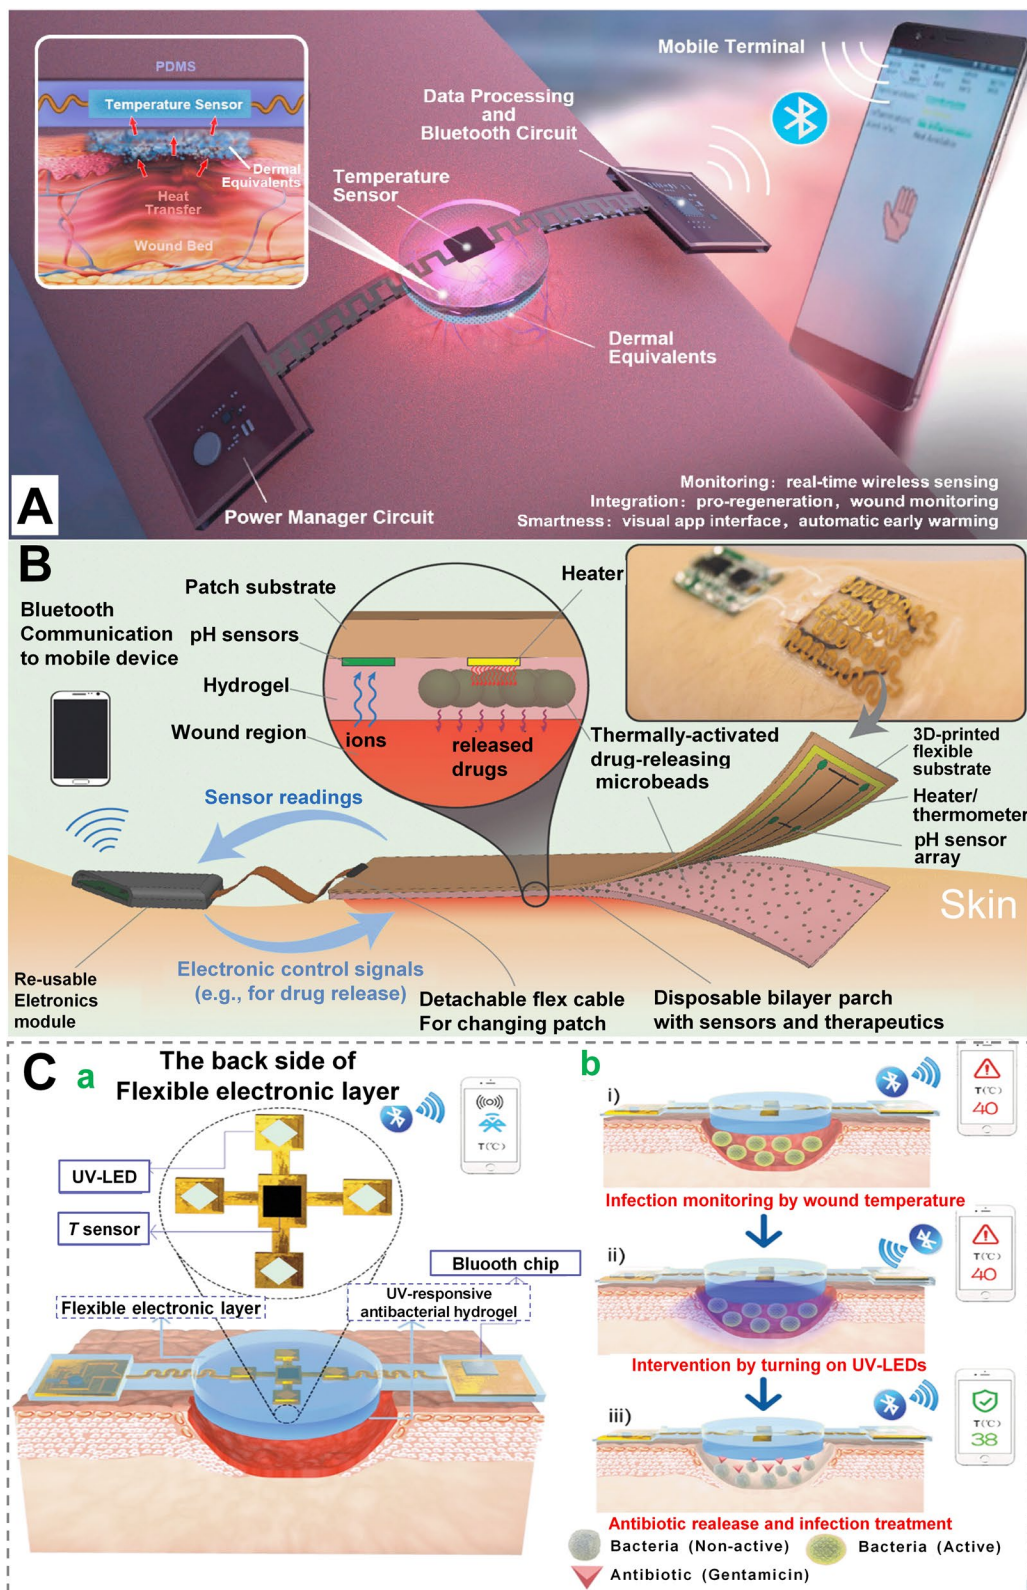 PDMS
Temperature Sensor
Dermal
Equivalents
Heat
Transfer
Wound Bed
Data Processing
and
Bluetooth Circuit
Mobile Terminal
Temperature
Sensor
Dermal
Equivalents
Power Manager Circuit
Monitoring: real-time wireless sensing
Integration: pro-regeneration, wound monitoring
Smartness: visual app interface, automatic early warming
A
B
Bluetooth
Communication
to mobile device
Patch substrate
pH sensors
Hydrogel
Wound region
Heater
ions
released
drugs
Thermally-activated
drug-releasing
microbeads
3D-printed
flexible
substrate
Heater/
thermometer
pH sensor
array
Sensor readings
Skin
Electronic control signals
(e.g., for drug release)
Re-usable
Eletronics
module
Detachable flex cable
For changing patch
Disposable bilayer parch
with sensors and therapeutics
C
a
The back side of
Flexible electronic layer
T(°C)
UV-LED
T sensor
Bluooth chip
Flexible electronic layer
UV-responsive
antibacterial hydrogel
b
i)
T(°C)
40
Infection monitoring by wound temperature
ii)
T(°C)
40
Intervention by turning on UV-LEDs
iii)
T(°C)
38
Antibiotic realease and infection treatment
Bacteria (Non-active)
Bacteria (Active)
Antibiotic (Gentamicin)